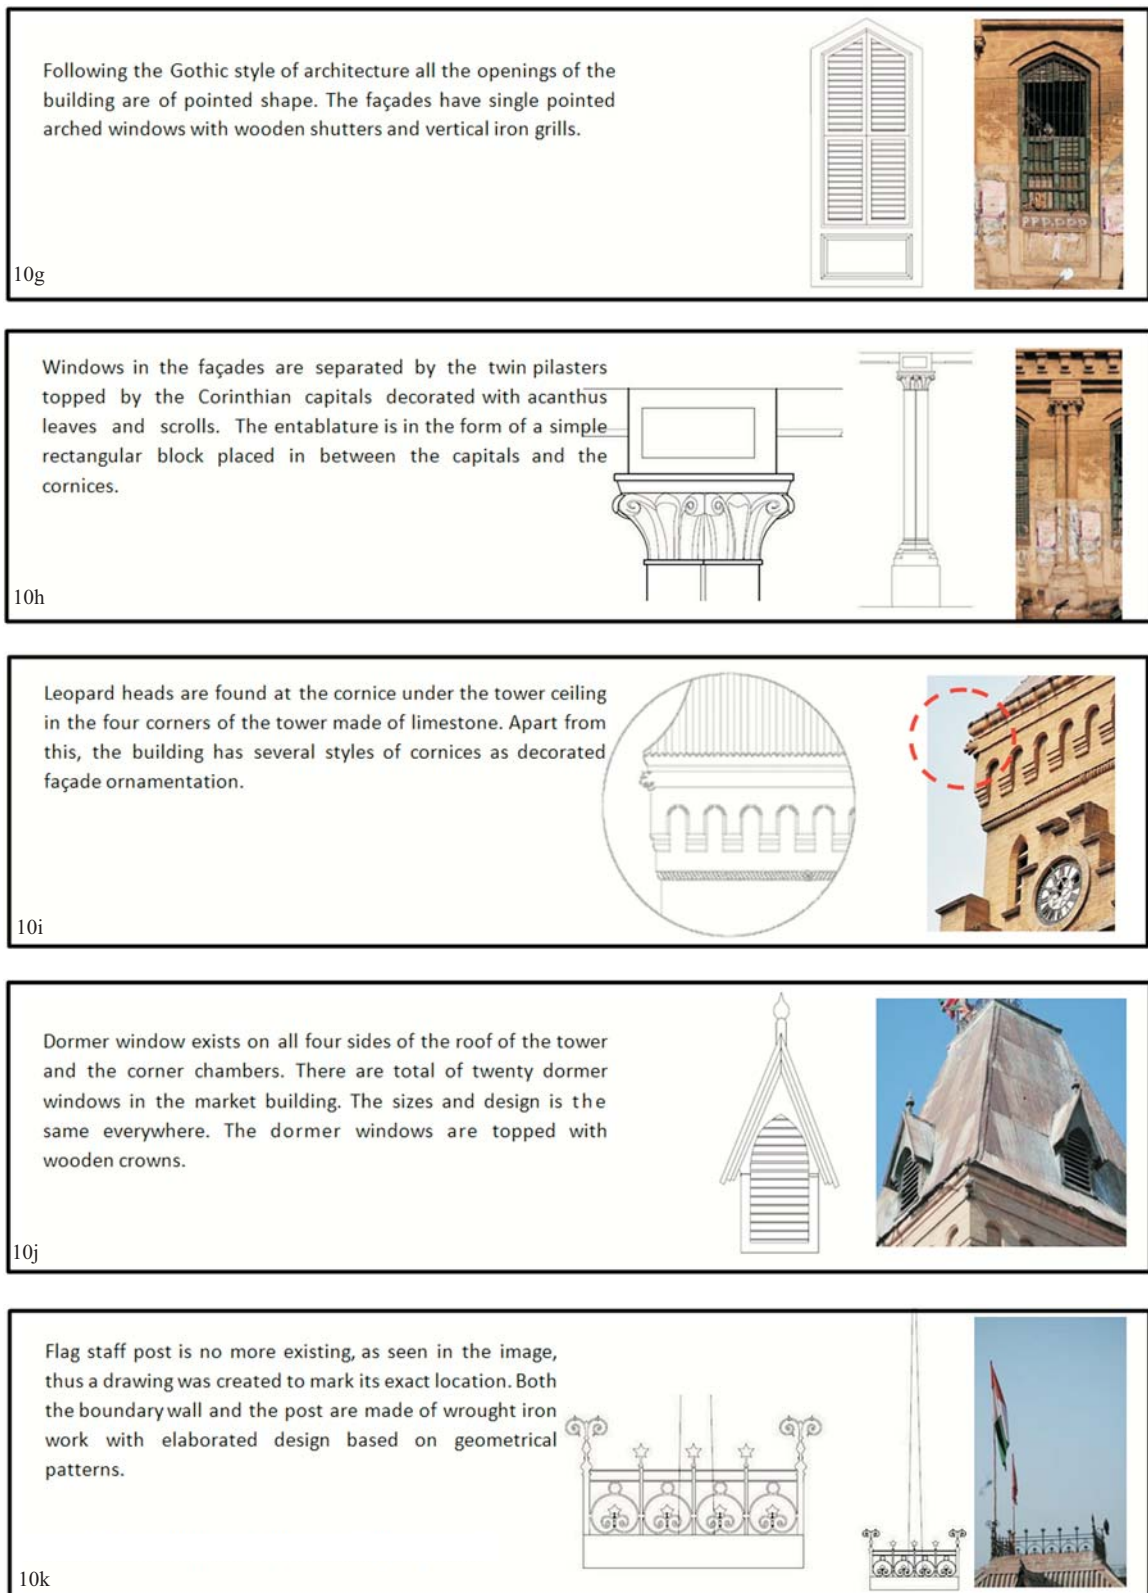 Following the Gothic style of architecture all the openings of the
building are of pointed shape. The façades have single pointed
arched windows with wooden shutters and vertical iron grills.
10g
Windows in the façades are separated by the twin pilasters
topped by the Corinthian capitals decorated with acanthus
leaves and scrolls. The entablature is in the form of a simple
rectangular block placed in between the capitals and the
cornices.
10h
Leopard heads are found at the cornice under the tower ceiling
in the four corners of the tower made of limestone. Apart from
this, the building has several styles of cornices as decorated
façade ornamentation.
10i
Dormer window exists on all four sides of the roof of the tower
and the corner chambers. There are total of twenty dormer
windows in the market building. The sizes and design is the
same everywhere. The dormer windows are topped with
wooden crowns.
10j
Flag staff post is no more existing, as seen in the image,
thus a drawing was created to mark its exact location. Both
the boundary wall and the post are made of wrought iron
work with elaborated design based on geometrical
patterns.
10k